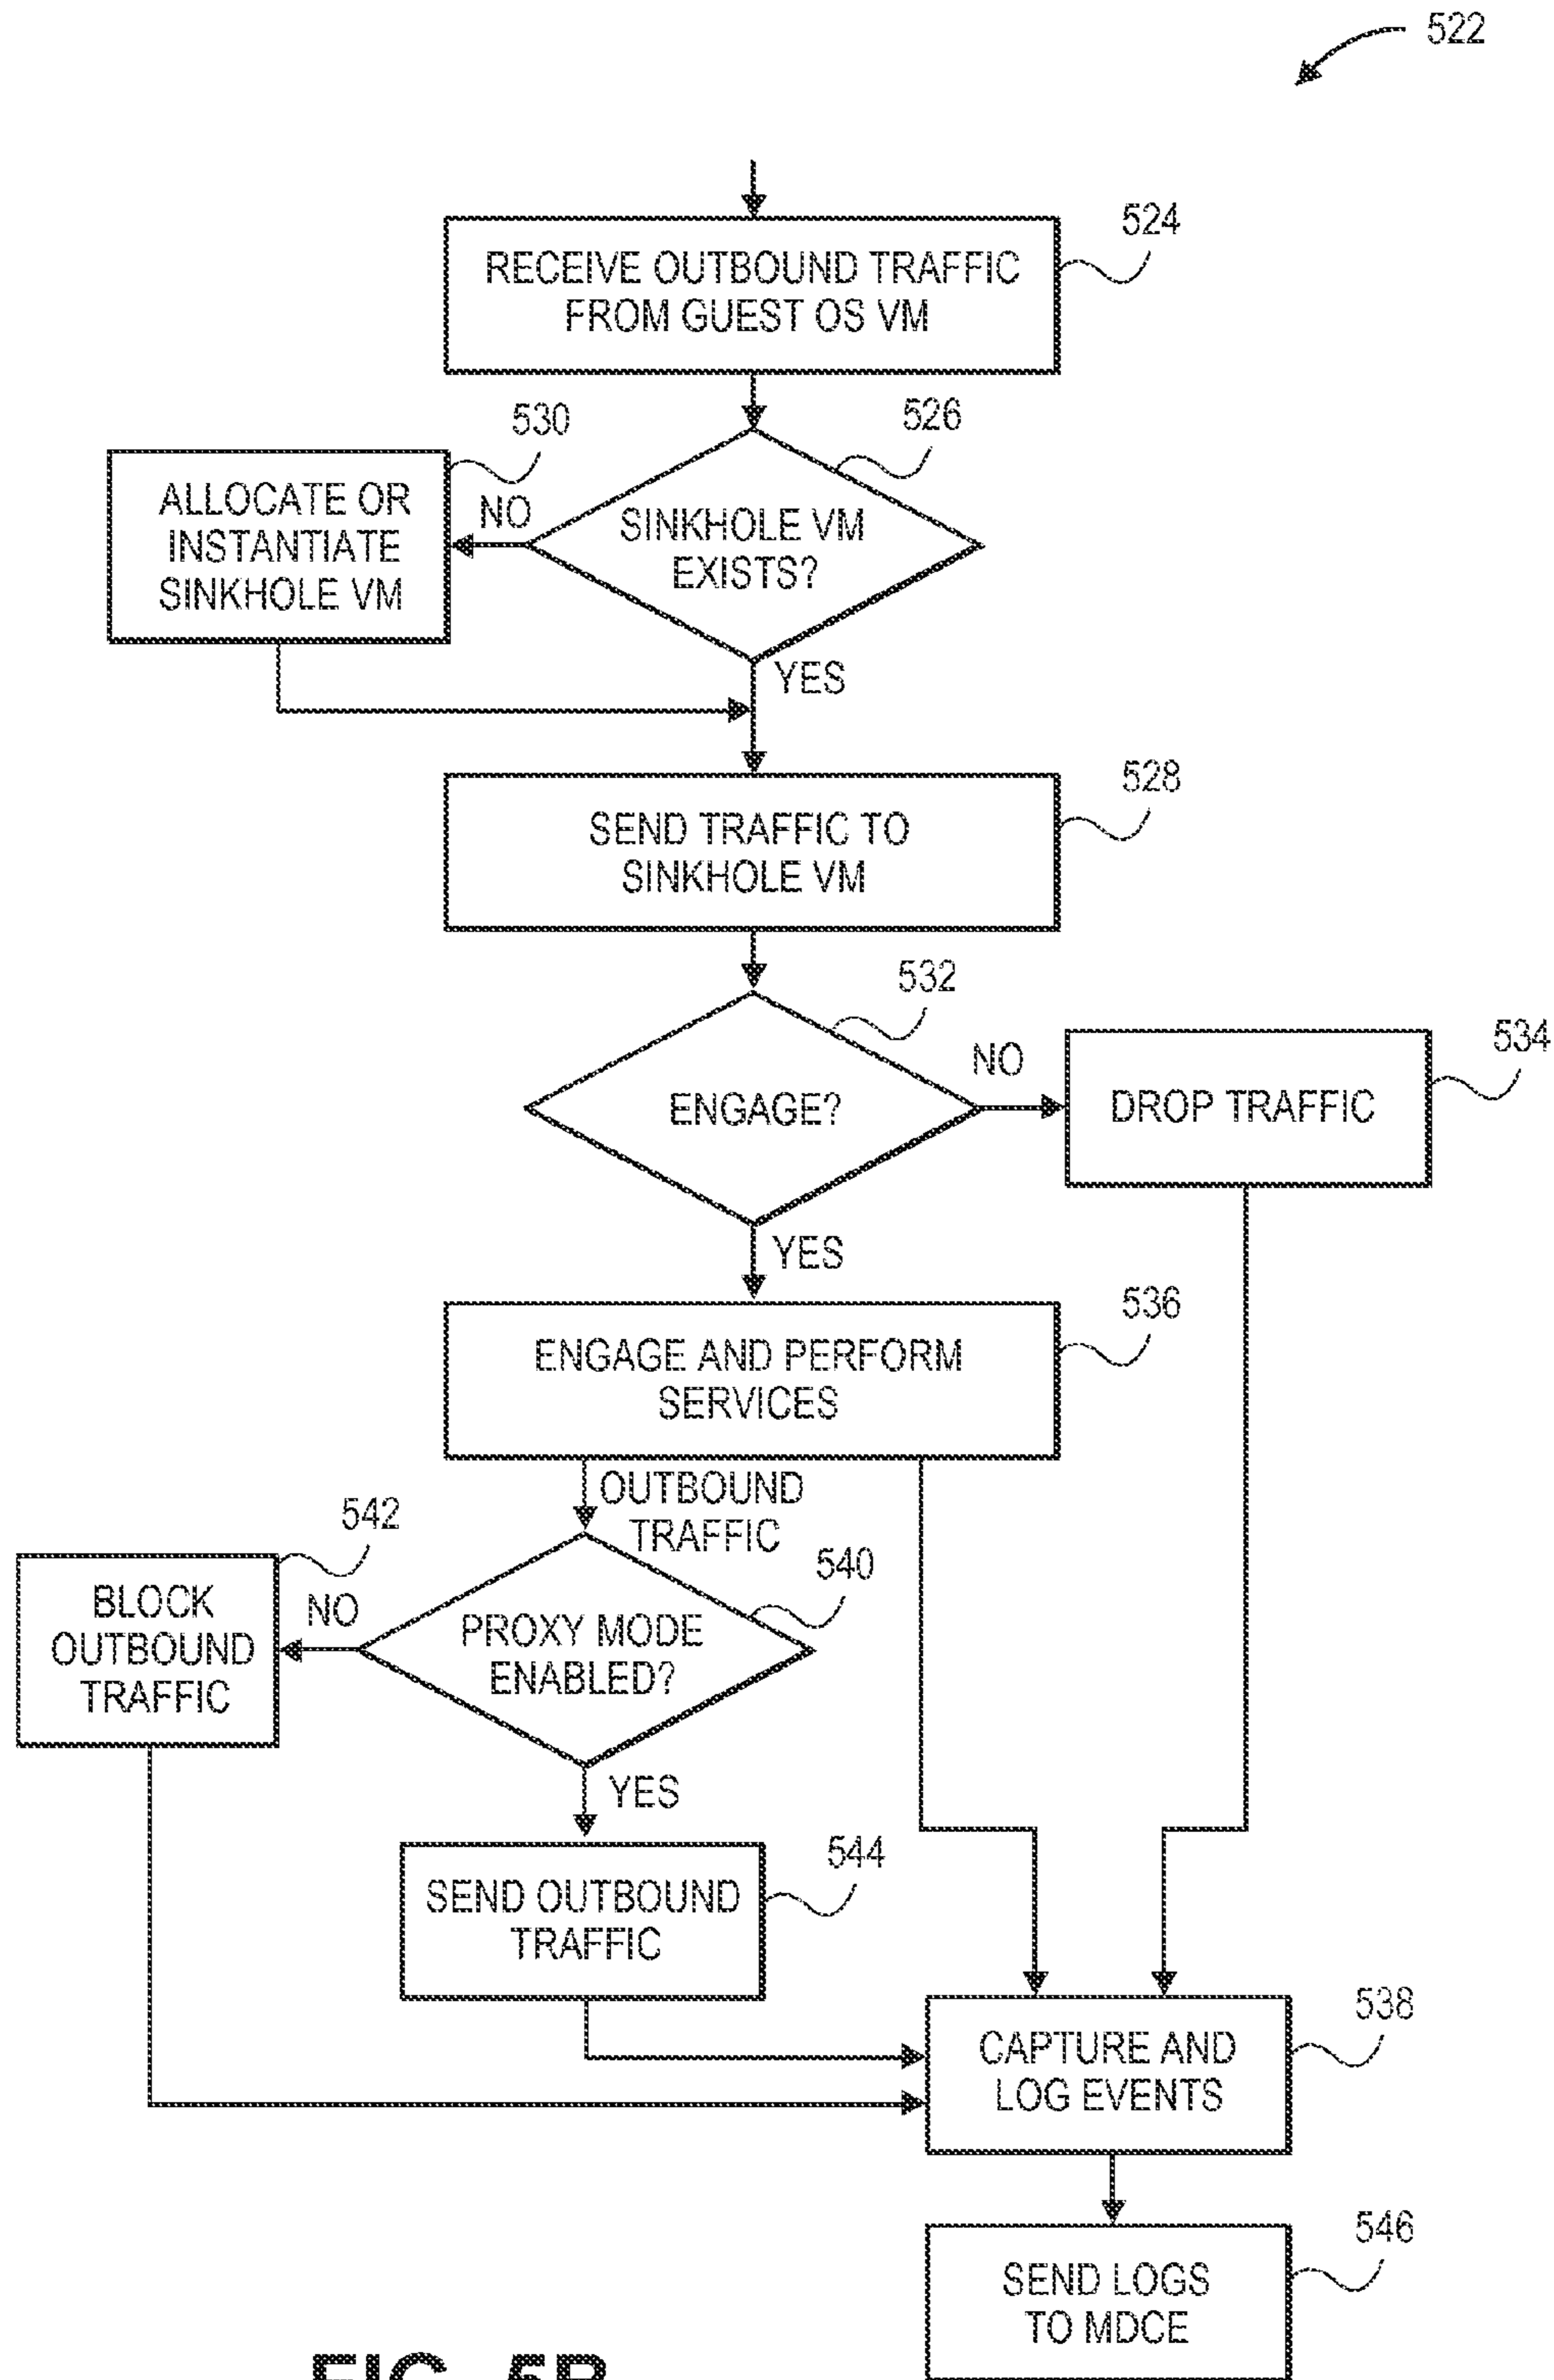 522
524
RECEIVE OUTBOUND TRAFFIC
FROM GUEST OS VM
530
526
ALLOCATE OR
INSTANTIATE
SINKHOLE VM
NO
SINKHOLE VM
EXISTS?
YES
528
SEND TRAFFIC TO
SINKHOLE VM
532
ENGAGE?
NO
534
DROP TRAFFIC
YES
536
ENGAGE AND PERFORM
SERVICES
OUTBOUND
TRAFFIC
542
540
BLOCK
OUTBOUND
TRAFFIC
NO
PROXY MODE
ENABLED?
YES
544
SEND OUTBOUND
TRAFFIC
538
CAPTURE AND
LOG EVENTS
546
SEND LOGS
TO MDCE
FIG. 5B